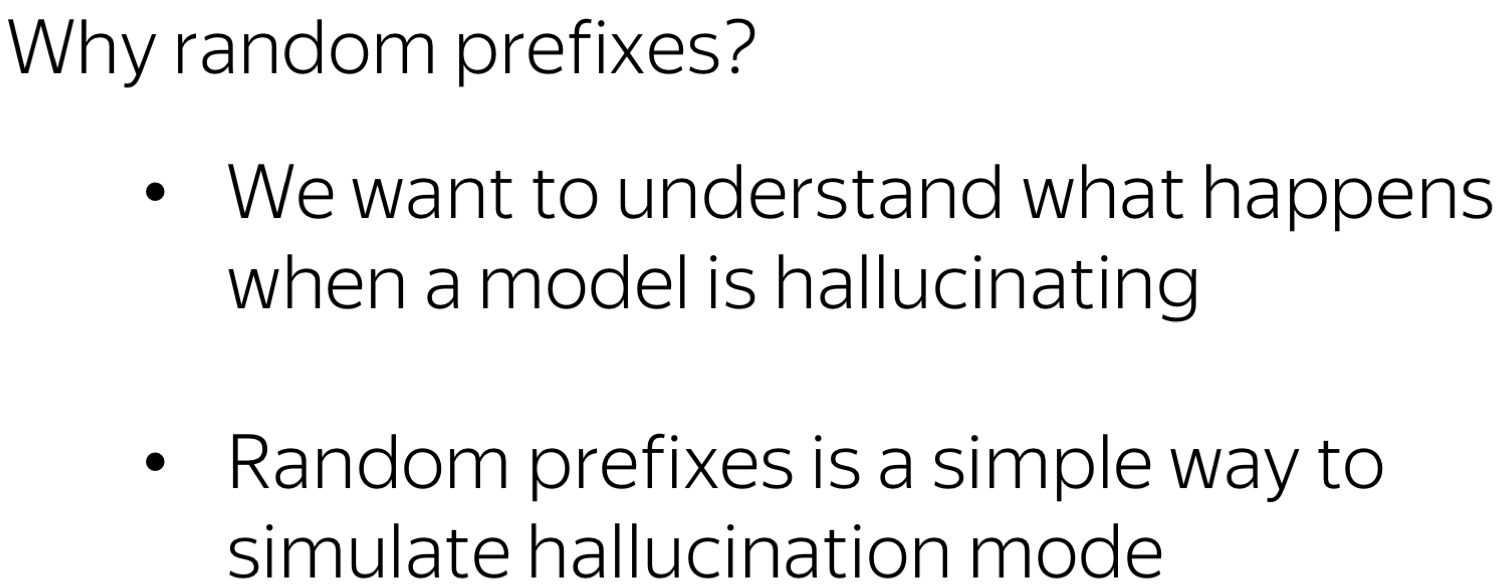 Why random prefixes?
• We want to understand what happens
when a model is hallucinating
• Random prefixes is a simple way to
simulate hallucination mode